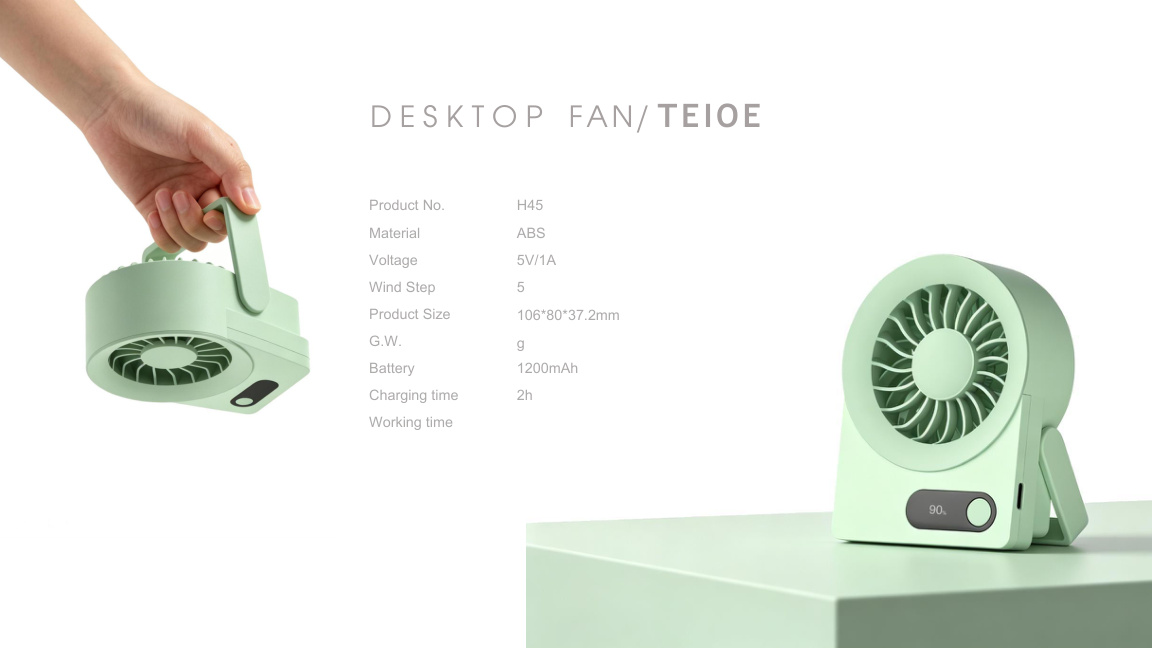 DESKTOP FAN/TEIOE
Product No. H45
Material ABS
Voltage 5V/1A
Wind Step 5
Product Size 106*80*37.2mm
G.W. g
Battery 1200mAh
Charging time 2h
Working time
90%